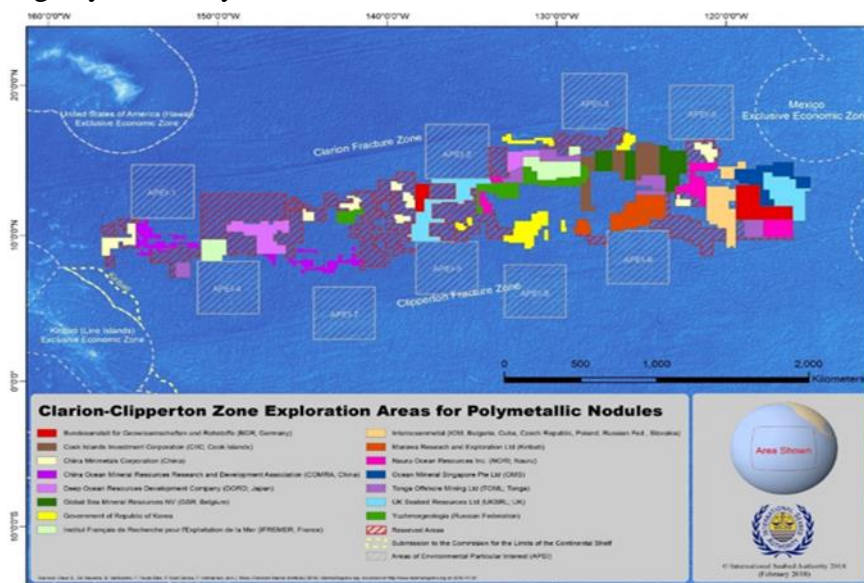 160°0'0"W 150°0'0"W 140°0'0"W 130°0'0"W 120°0'0"W
20°0'0"N
United States of America (Hawaii)
Exclusive Economic Zone
Mexico
Exclusive Economic Zone
Clarion Fracture Zone
APEI-3
APEI-2
APEI-1
10°0'0"N
APEI-4
APEI-5
APEI-6
APEI-7
Clipperton Fracture Zone
Kiribati (Line Islands)
Exclusive Economic Zone
0 500 1,000 2,000
Kilometers
0°0'0"
10°0'0"S
Clarion-Clipperton Zone Exploration Areas for Polymetallic Nodules
Bundesanstalt für Geowissenschaften und Rohstoffe (BGR, Germany)
Cook Islands Investment Corporation (CIIC, Cook Islands)
China Minmetals Corporation (China)
China Ocean Mineral Resources Research and Development Association (COMRA, China)
Deep Ocean Resources Development Company (DORD, Japan)
Global Sea Mineral Resources NV (GSR, Belgium)
Government of Republic of Korea
Institut Français de Recherche pour l'Exploitation de la Mer (IFREMER, France)
Interoceanmetal (IOM, Bulgaria, Cuba, Czech Republic, Poland, Russian Fed., Slovakia)
Marawa Research and Exploration Ltd (Kiribati)
Nauru Ocean Resources Inc. (NORI, Nauru)
Ocean Mineral Singapore Pte Ltd (OMS)
Tonga Offshore Mining Ltd (TOML, Tonga)
UK Seabed Resources Ltd (UKSRL, UK)
Yuzhmorgeologia (Russian Federation)
Reserved Areas
Submission to the Commission for the Limits of the Continental Shelf
Areas of Environmental Particular Interest (APEI)
Area Shown
© International Seabed Authority 2018
(February 2018)